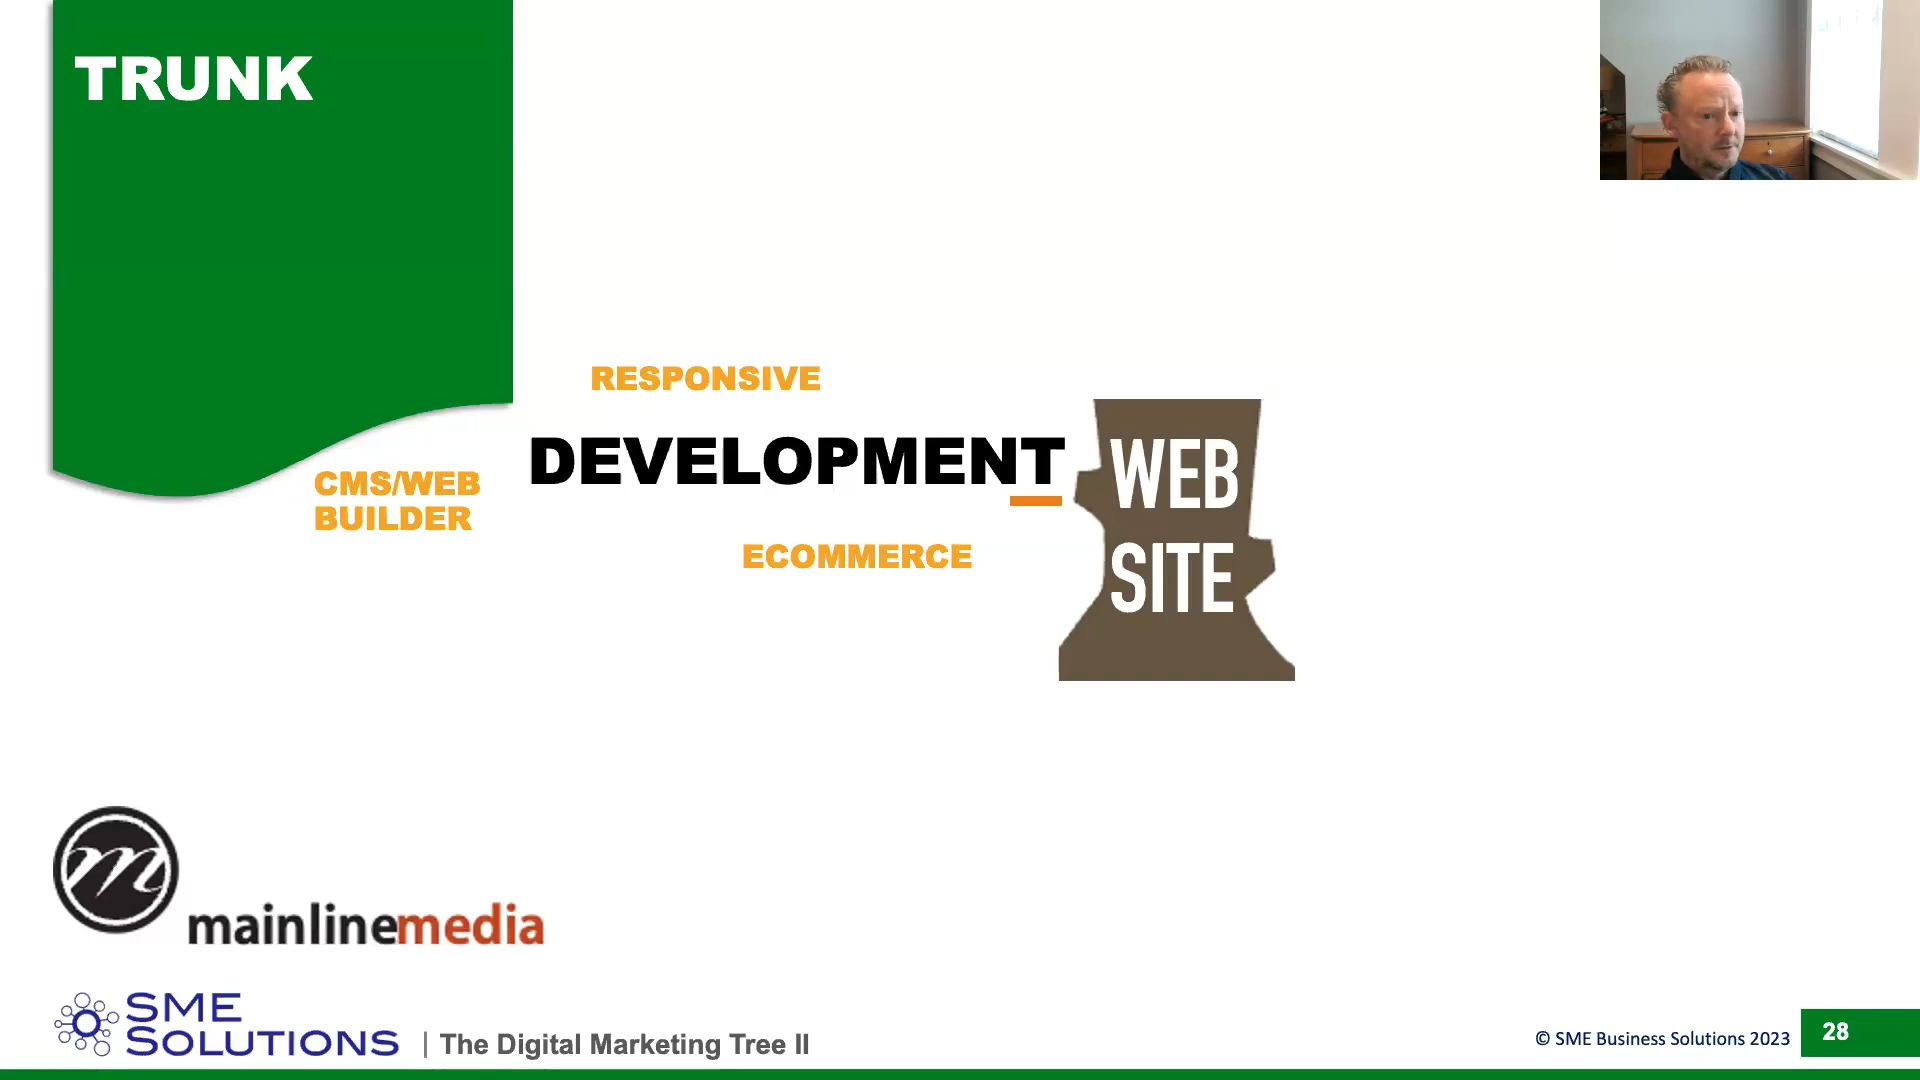 TRUNK
RESPONSIVE
DEVELOPMENT
CMS/WEB
BUILDER
ECOMMERCE
WEB
SITE
m
mainlinemedia
SME
SOLUTIONS
| The Digital Marketing Tree II
© SME Business Solutions 2023
28